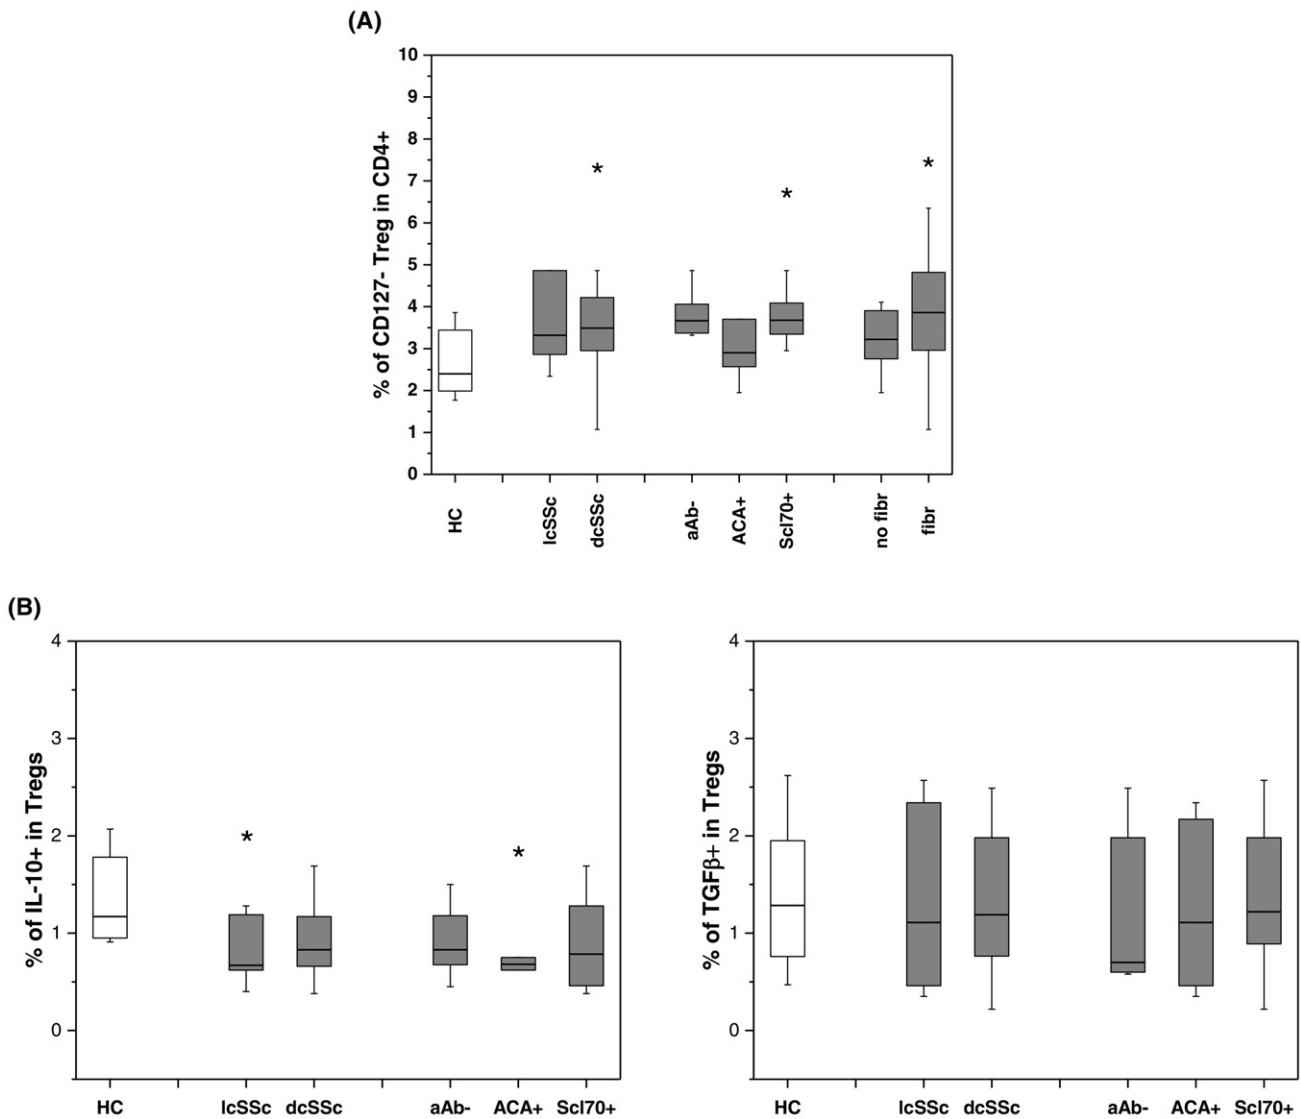 (A)
% of CD127- Treg in CD4+
10
9
8
7
6
5
4
3
2
1
0
*
*
*
HC
lcSSc
dcSSc
aAb-
ACA+
Scl70+
no fibr
fibr
(B)
% of IL-10+ in Tregs
4
3
2
1
0
*
*
HC lcSSc dcSSc aAb- ACA+ Scl70+
% of TGFβ+ in Tregs
4
3
2
1
0
HC lcSSc dcSSc aAb- ACA+ Scl70+